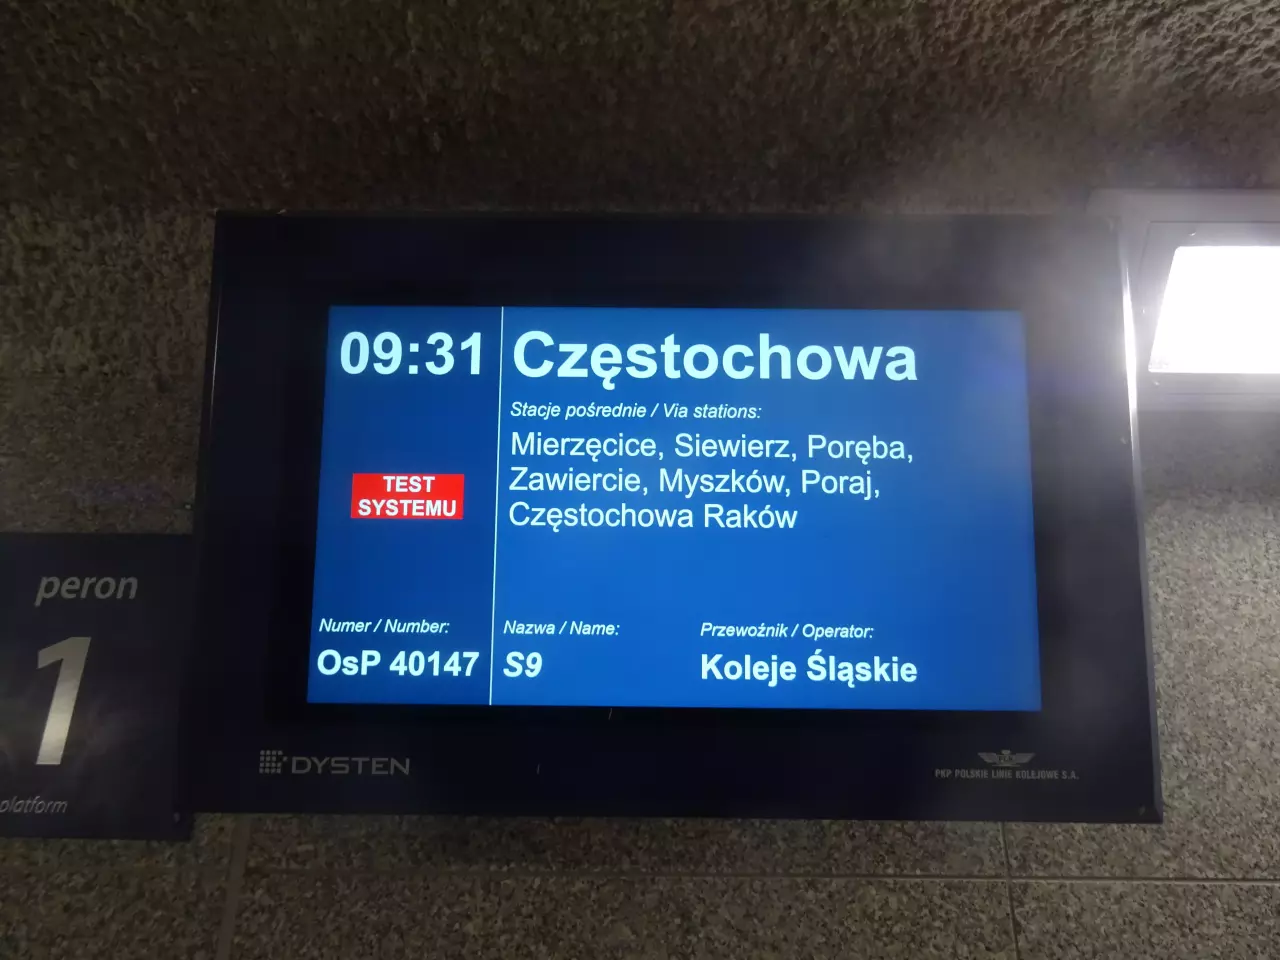 09:31
Częstochowa
Stacje pośrednie / Via stations:
Mierzęcice, Siewierz, Poręba,
Zawiercie, Myszków, Poraj,
Częstochowa Raków
TEST
SYSTEMU
Numer / Number:
OsP 40147
Nazwa / Name:
S9
Przewoźnik / Operator:
Koleje Śląskie
peron
1
platform
DYSTEN
PLK
PKP POLSKIE LINIE KOLEJOWE S.A.